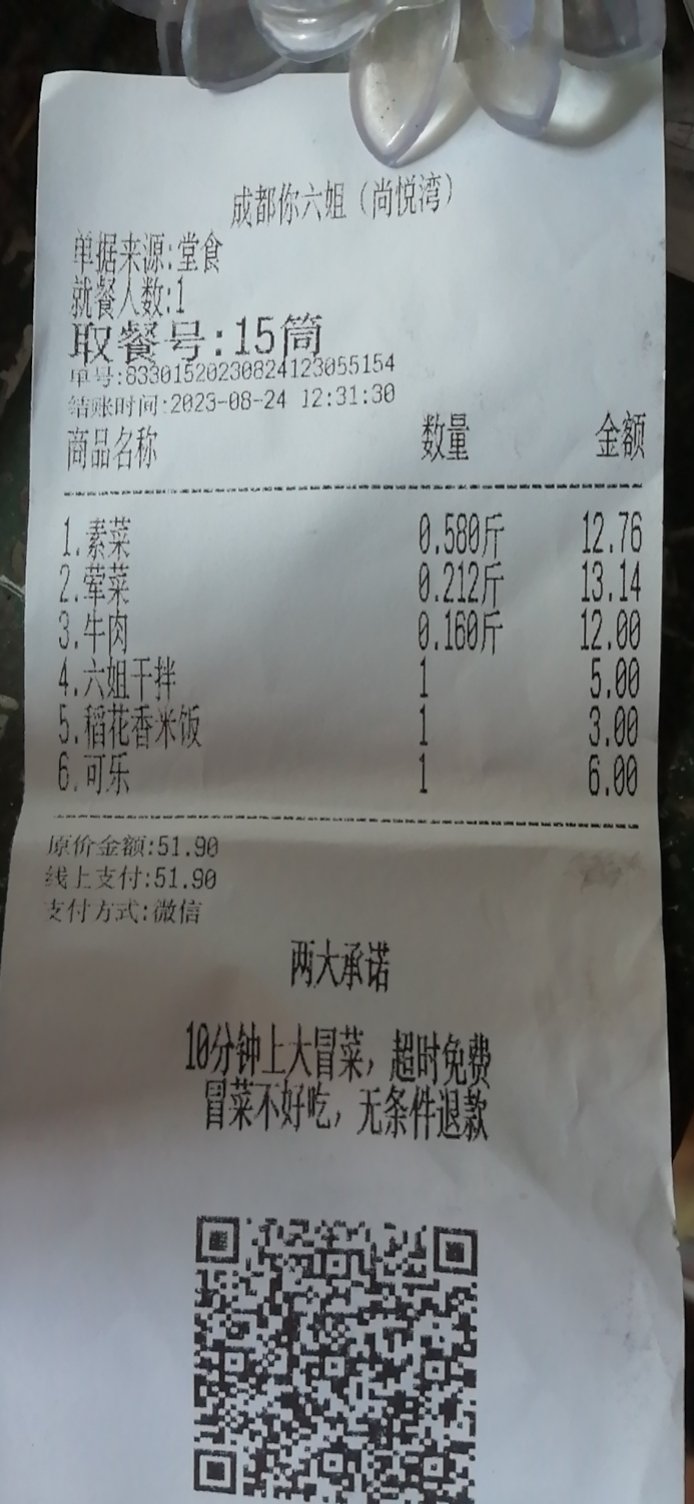 成都你六姐（尚悦湾）
单据来源:堂食
就餐人数:1
取餐号:15筒
单号:83301520230824123055154
结账时间:2023-08-24 12:31:30
商品名称 数量 金额
1.素菜 0.580斤 12.76
2.荤菜 0.212斤 13.14
3.牛肉 0.160斤 12.00
4.六姐干拌 1 5.00
5.稻花香米饭 1 3.00
6.可乐 1 6.00
原价金额:51.90
线上支付:51.90
支付方式:微信
两大承诺
10分钟上大冒菜，超时免费
冒菜不好吃，无条件退款